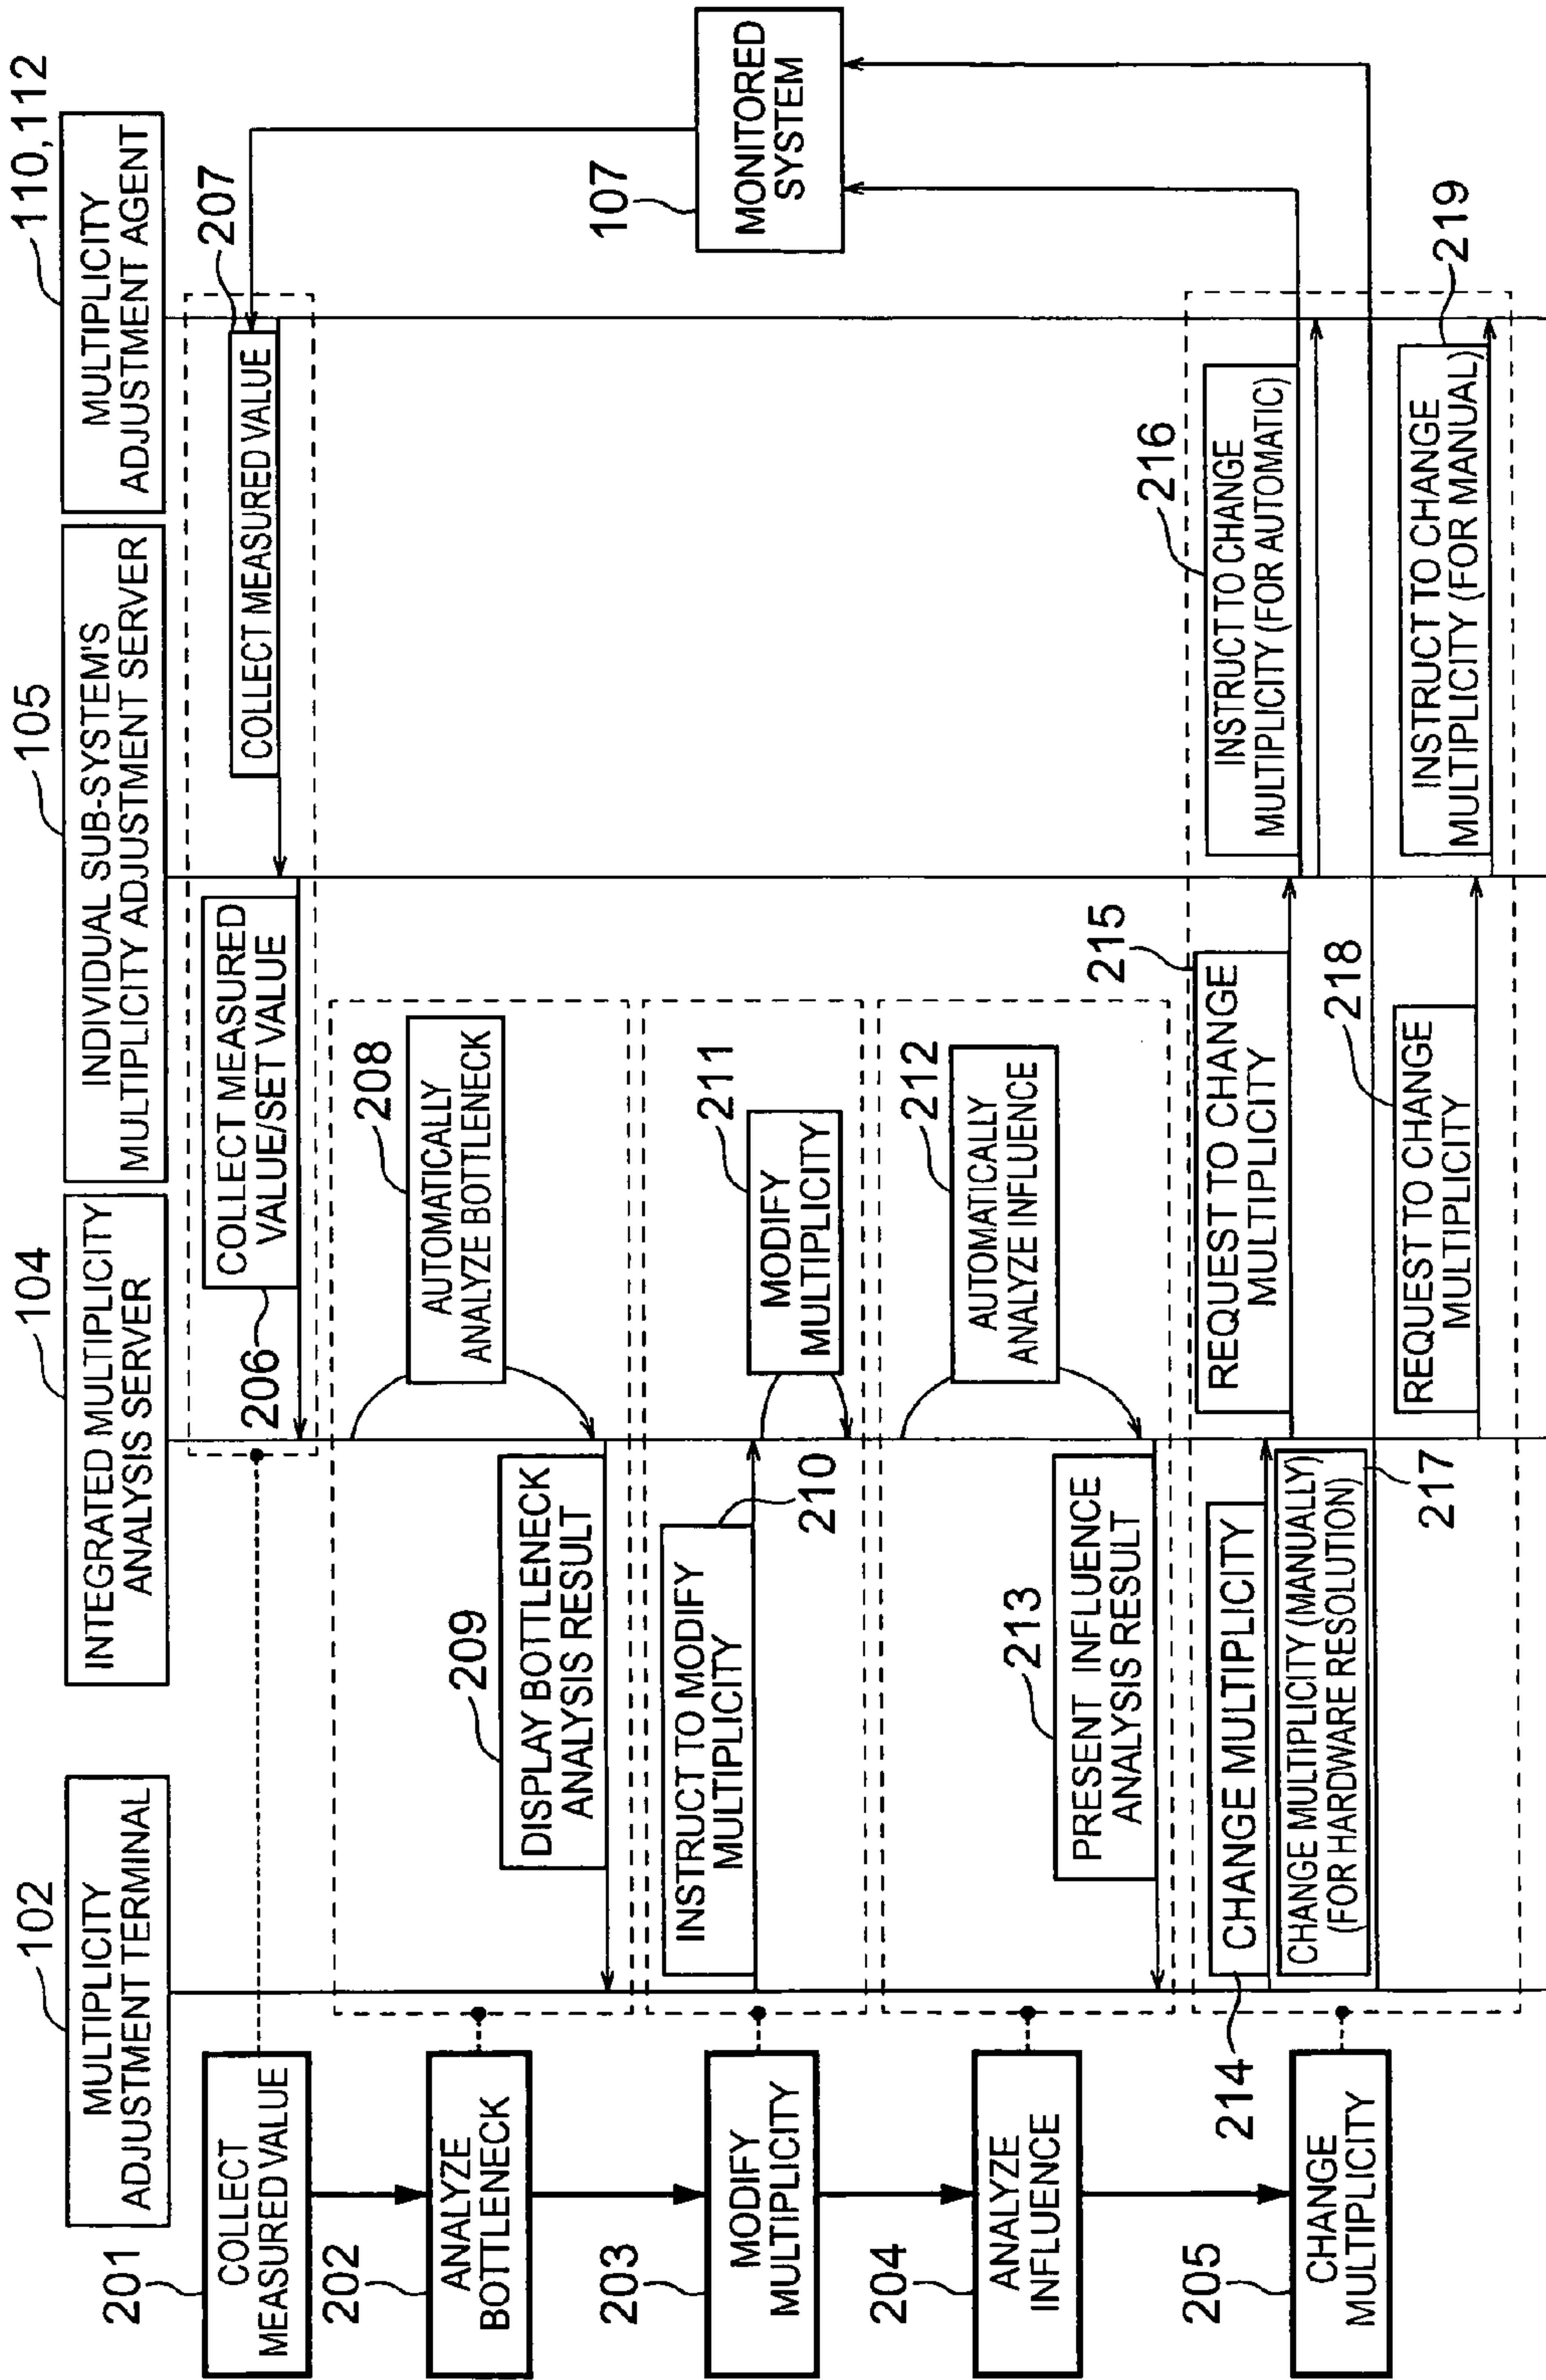 102
MULTIPLICITY
ADJUSTMENT TERMINAL
104
INTEGRATED MULTIPLICITY
ANALYSIS SERVER
105
INDIVIDUAL SUB-SYSTEM'S
MULTIPLICITY ADJUSTMENT SERVER
110,112
MULTIPLICITY
ADJUSTMENT AGENT
201
COLLECT
MEASURED VALUE
206
COLLECT MEASURED
VALUE/SET VALUE
207
COLLECT MEASURED VALUE
202
ANALYZE
BOTTLENECK
208
AUTOMATICALLY
ANALYZE BOTTLENECK
209
DISPLAY BOTTLENECK
ANALYSIS RESULT
107
MONITORED
SYSTEM
203
MODIFY
MULTIPLICITY
INSTRUCT TO MODIFY
MULTIPLICITY
210
211
MODIFY
MULTIPLICITY
204
ANALYZE
INFLUENCE
212
AUTOMATICALLY
ANALYZE INFLUENCE
213
PRESENT INFLUENCE
ANALYSIS RESULT
205
CHANGE
MULTIPLICITY
214
CHANGE MULTIPLICITY
215
REQUEST TO CHANGE
MULTIPLICITY
216
INSTRUCT TO CHANGE
MULTIPLICITY (FOR AUTOMATIC)
CHANGE MULTIPLICITY (MANUALLY)
(FOR HARDWARE RESOLUTION)
217
218
REQUEST TO CHANGE
MULTIPLICITY
219
INSTRUCT TO CHANGE
MULTIPLICITY (FOR MANUAL)